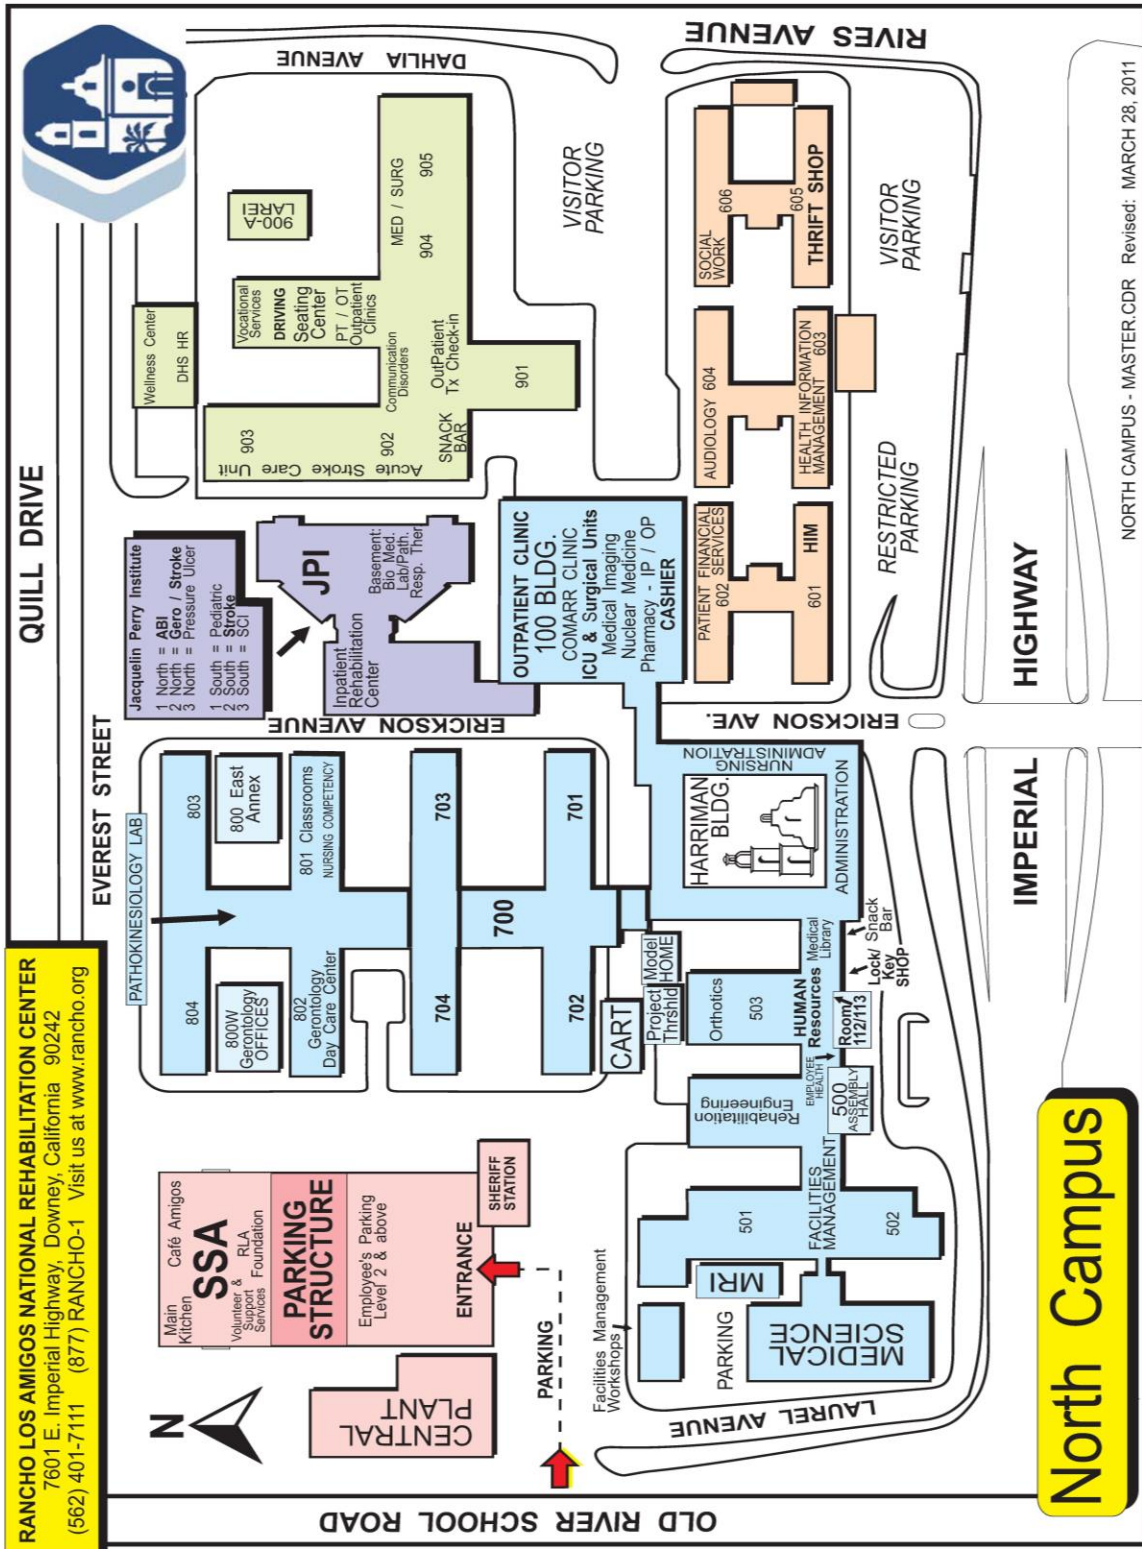 RANCHO LOS AMIGOS NATIONAL REHABILITATION CENTER
7601 E. Imperial Highway, Downey, California 90242
(562) 401-7111 (877) RANCHO-1 Visit us at www.rancho.org
QUILL DRIVE
EVEREST STREET
N
CENTRAL
PLANT
Main
Kitchen
Café Amigos
SSA
Volunteer &
Support
Services
RLA
Foundation
PARKING
STRUCTURE
Employee's Parking
Level 2 & above
ENTRANCE
SHERIFF
STATION
PARKING
OLD RIVER SCHOOL ROAD
PATHOKINESIOLOGY LAB
804
803
800W
Gerontology
OFFICES
800 East
Annex
802
Gerontology
Day Care Center
801 Classrooms
NURSING COMPETENCY
704
703
700
702
701
ERICKSON AVENUE
Jacquelin Perry Institute
1 North = ABI
2 North = Gero / Stroke
3 North = Pressure Ulcer
1 South = Pediatric
2 South = Stroke
3 South = SCI
JPI
Inpatient
Rehabilitation
Center
Basement:
Bio Med.
Lab/Path.
Resp. Ther
Wellness Center
DHS HR
903
902
Acute Stroke Care Unit
Vocational
Services
DRIVING
Seating
Center
PT / OT
Outpatient
Clinics
Communication
Disorders
900-A
LAREI
MED / SURG
904
905
SNACK
BAR
OutPatient
Tx Check-in
901
DAHLIA AVENUE
VISITOR
PARKING
OUTPATIENT CLINIC
100 BLDG.
COMARR CLINIC
ICU & Surgical Units
Medical Imaging
Nuclear Medicine
Pharmacy - IP / OP
CASHIER
CART
Project
Thrshld
Model
HOME
Facilities Management
Workshops
PARKING
MRI
MEDICAL
SCIENCE
501
502
FACILITIES
MANAGEMENT
Rehabilitation
Engineering
EMPLOYEE
HEALTH
500
ASSEMBLY
HALL
Orthotics
503
HUMAN
Resources
Room/
112/113
Medical
Library
Lock/
Key
SHOP
Snack
Bar
HARRIMAN
BLDG.
NURSING
ADMINISTRATION
ADMINISTRATION
LAUREL AVENUE
ERICKSON AVE.
PATIENT FINANCIAL
SERVICES
602
601
HIM
AUDIOLOGY 604
HEALTH INFORMATION
MANAGEMENT 603
SOCIAL
WORK
606
605
THRIFT SHOP
RIVES AVENUE
RESTRICTED
PARKING
VISITOR
PARKING
IMPERIAL HIGHWAY
North Campus
NORTH CAMPUS - MASTER.CDR Revised: MARCH 28, 2011